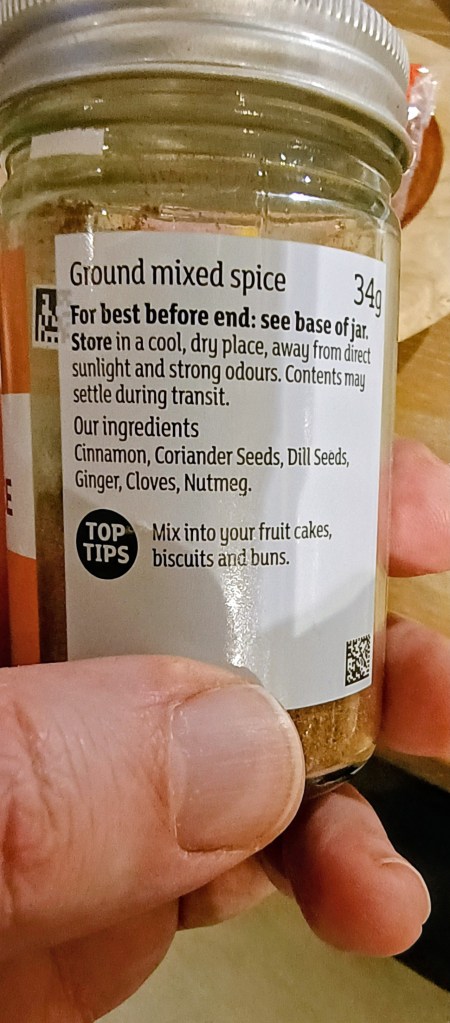 Ground mixed spice 34g
For best before end: see base of jar.
Store in a cool, dry place, away from direct
sunlight and strong odours. Contents may
settle during transit.
Our ingredients
Cinnamon, Coriander Seeds, Dill Seeds,
Ginger, Cloves, Nutmeg.
TOP
TIPS
Mix into your fruit cakes,
biscuits and buns.
E